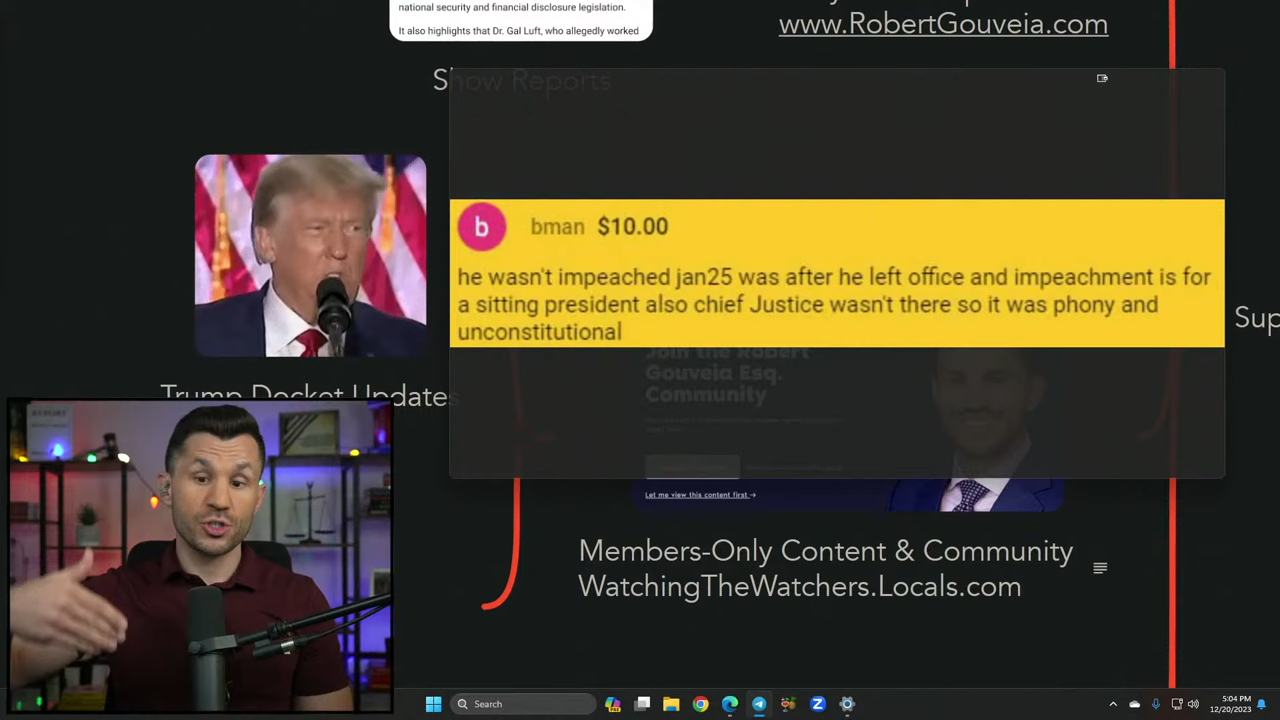 national security and financial disclosure legislation.
It also highlights that Dr. Gal Luft, who allegedly worked
www.RobertGouveia.com
Show Reports
b
bman $10.00
he wasn't impeached jan25 was after he left office and impeachment is for
a sitting president also chief Justice wasn't there so it was phony and
unconstitutional
Sup
Join the Robert
Gouveia Esq.
Community
Trump Docket Updates
Let me view this content first →
Members-Only Content & Community
WatchingTheWatchers.Locals.com
Search
5:04 PM
12/20/2023